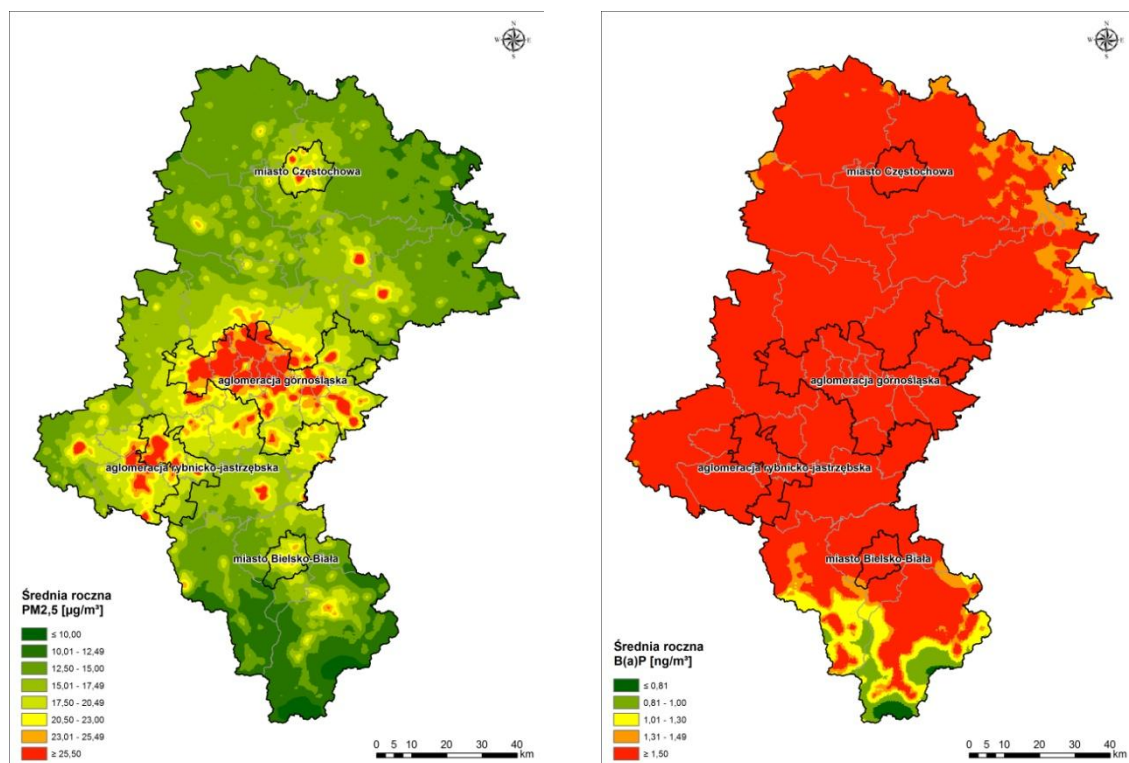 N
W E
S
miasto Częstochowa
aglomeracja górnośląska
aglomeracja rybnicko-jastrzębska
miasto Bielsko-Biała
Średnia roczna
PM2,5 [µg/m³]
≤ 10,00
10,01 - 12,49
12,50 - 15,00
15,01 - 17,49
17,50 - 20,49
20,50 - 23,00
23,01 - 25,49
≥ 25,50
0 5 10 20 30 40
km
N
W E
S
miasto Częstochowa
aglomeracja górnośląska
aglomeracja rybnicko-jastrzębska
miasto Bielsko-Biała
Średnia roczna
B(a)P [ng/m³]
≤ 0,81
0,81 - 1,00
1,01 - 1,30
1,31 - 1,49
≥ 1,50
0 5 10 20 30 40
km